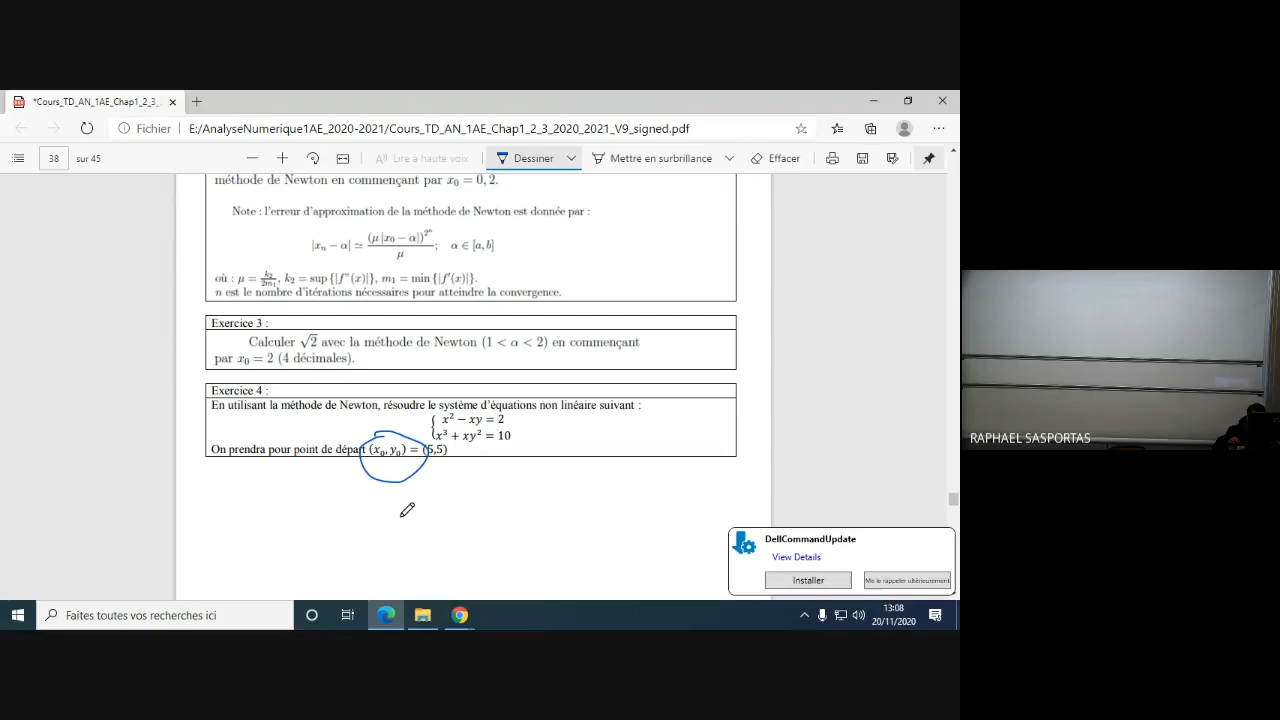 *Cours_TD_AN_1AE_Chap1_2_3_
Fichier
E:/AnalyseNumerique1AE_2020-2021/Cours_TD_AN_1AE_Chap1_2_3_2020_2021_V9_signed.pdf
38 sur 45
Lire à haute voix
Dessiner
Mettre en surbrillance
Effacer
méthode de Newton en commençant par x₀ = 0, 2.
Note : l'erreur d'approximation de la méthode de Newton est donnée par :
|xₙ − α| ≃ (μ |x₀ − α|)^{2ⁿ} / μ ; α ∈ [a, b]
où : μ = k₂/2m₁, k₂ = sup {|f"(x)|}, m₁ = min {|f'(x)|}.
n est le nombre d'itérations nécessaires pour atteindre la convergence.
Exercice 3 :
Calculer √2 avec la méthode de Newton (1 < α < 2) en commençant
par x₀ = 2 (4 décimales).
Exercice 4 :
En utilisant la méthode de Newton, résoudre le système d'équations non linéaire suivant :
{ x² − xy = 2
x³ + xy² = 10
On prendra pour point de départ (x₀, y₀) = (5,5)
RAPHAEL SASPORTAS
DellCommandUpdate
View Details
Installer
Me le rappeler ultérieurement
Faites toutes vos recherches ici
13:08
20/11/2020